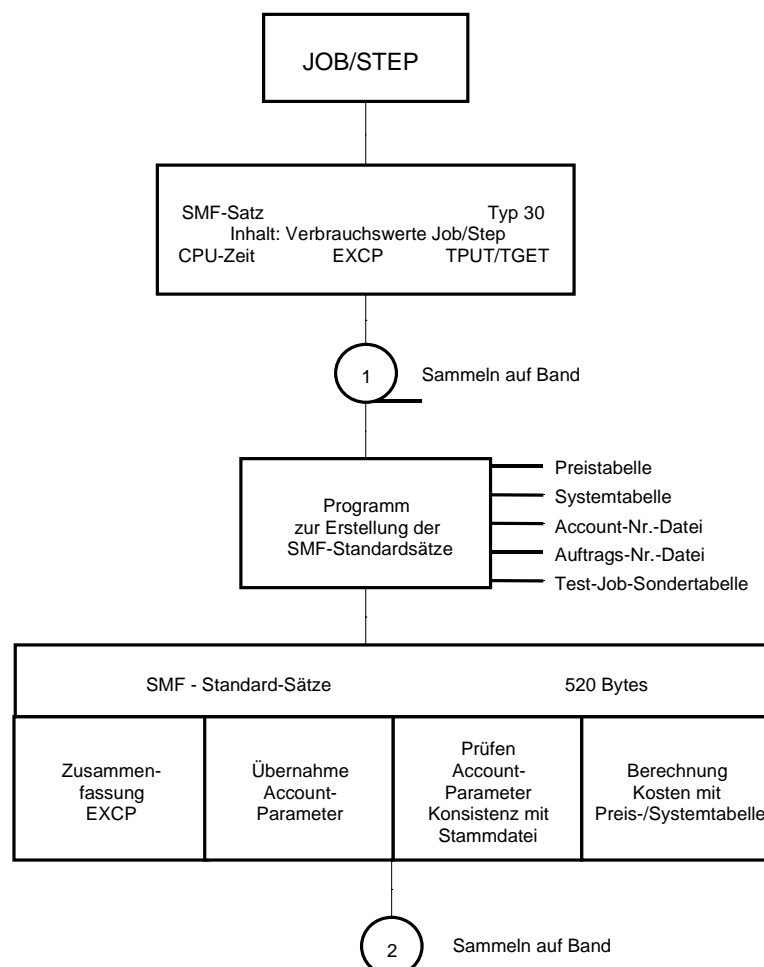 JOB/STEP
SMF-Satz Typ 30
Inhalt: Verbrauchswerte Job/Step
CPU-Zeit EXCP TPUT/TGET
1 Sammeln auf Band
Programm
zur Erstellung der
SMF-Standardsätze
Preistabelle
Systemtabelle
Account-Nr.-Datei
Auftrags-Nr.-Datei
Test-Job-Sondertabelle
SMF - Standard-Sätze 520 Bytes
Zusammen-
fassung
EXCP
Übernahme
Account-
Parameter
Prüfen
Account-
Parameter
Konsistenz mit
Stammdatei
Berechnung
Kosten mit
Preis-/Systemtabelle
2 Sammeln auf Band